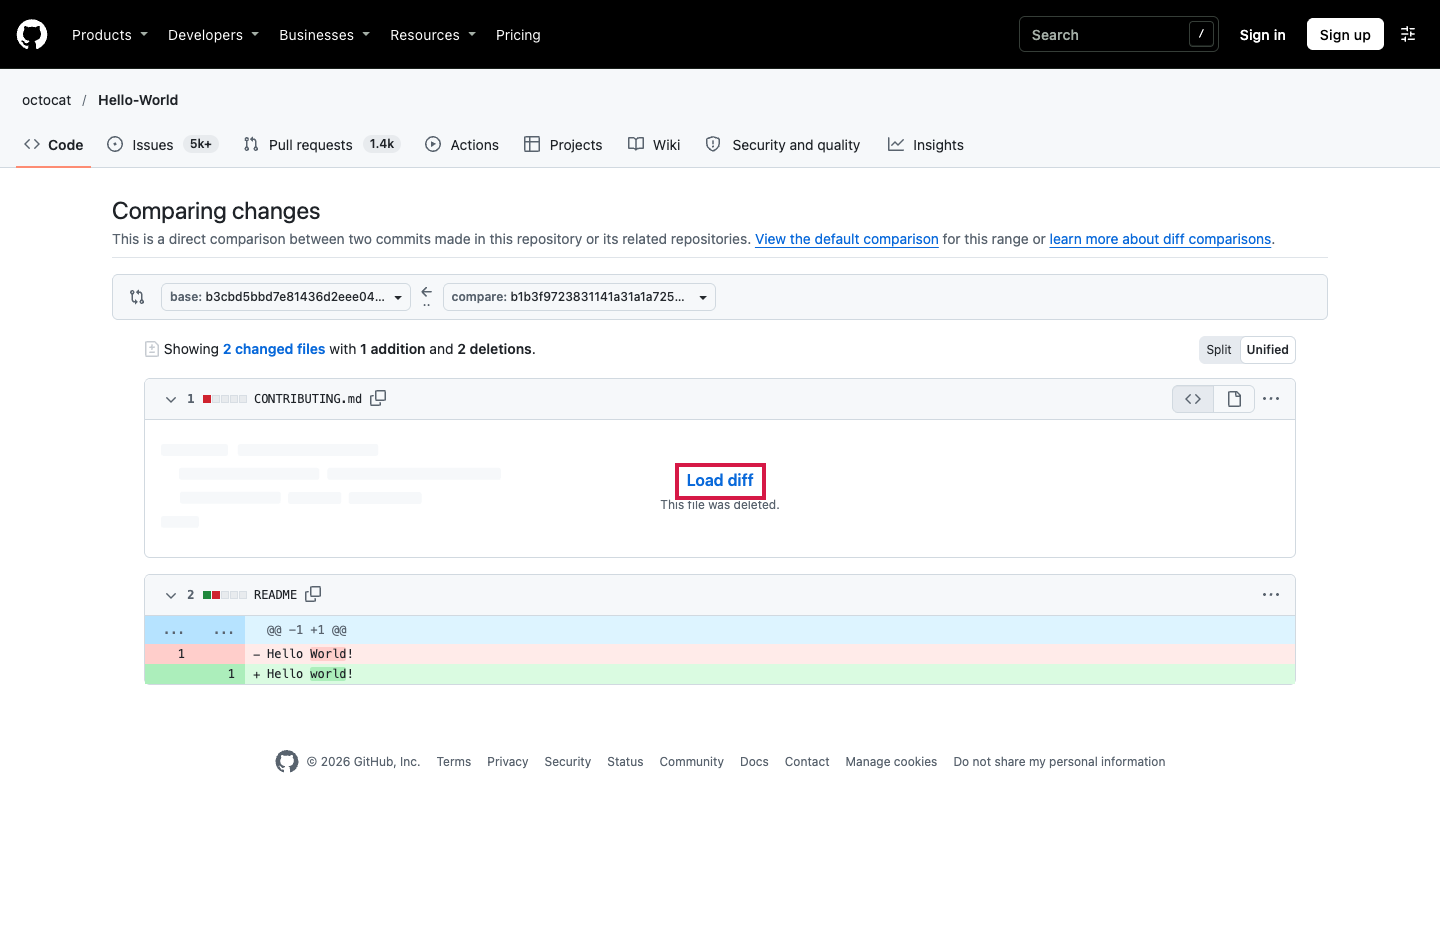 Products Developers Businesses Resources Pricing Search / Sign in Sign up
octocat / Hello-World
Code Issues 5k+ Pull requests 1.4k Actions Projects Wiki Security and quality Insights
Comparing changes
This is a direct comparison between two commits made in this repository or its related repositories. View the default comparison for this range or learn more about diff comparisons.
base: b3cbd5bbd7e81436d2eee04... .. compare: b1b3f9723831141a31a1a725...
Showing 2 changed files with 1 addition and 2 deletions. Split Unified
1 CONTRIBUTING.md
Load diff
This file was deleted.
2 README
... ... @@ -1 +1 @@
1 - Hello World!
1 + Hello world!
© 2026 GitHub, Inc. Terms Privacy Security Status Community Docs Contact Manage cookies Do not share my personal information